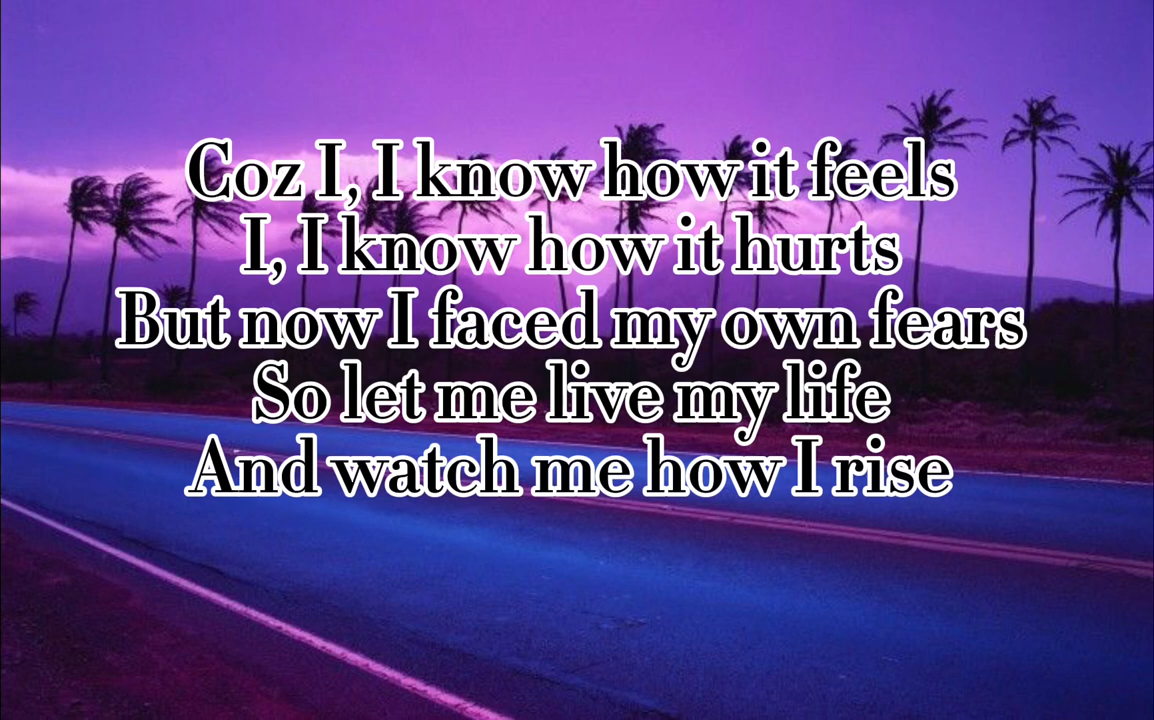 Coz I, I know how it feels
I, I know how it hurts
But now I faced my own fears
So let me live my life
And watch me how I rise